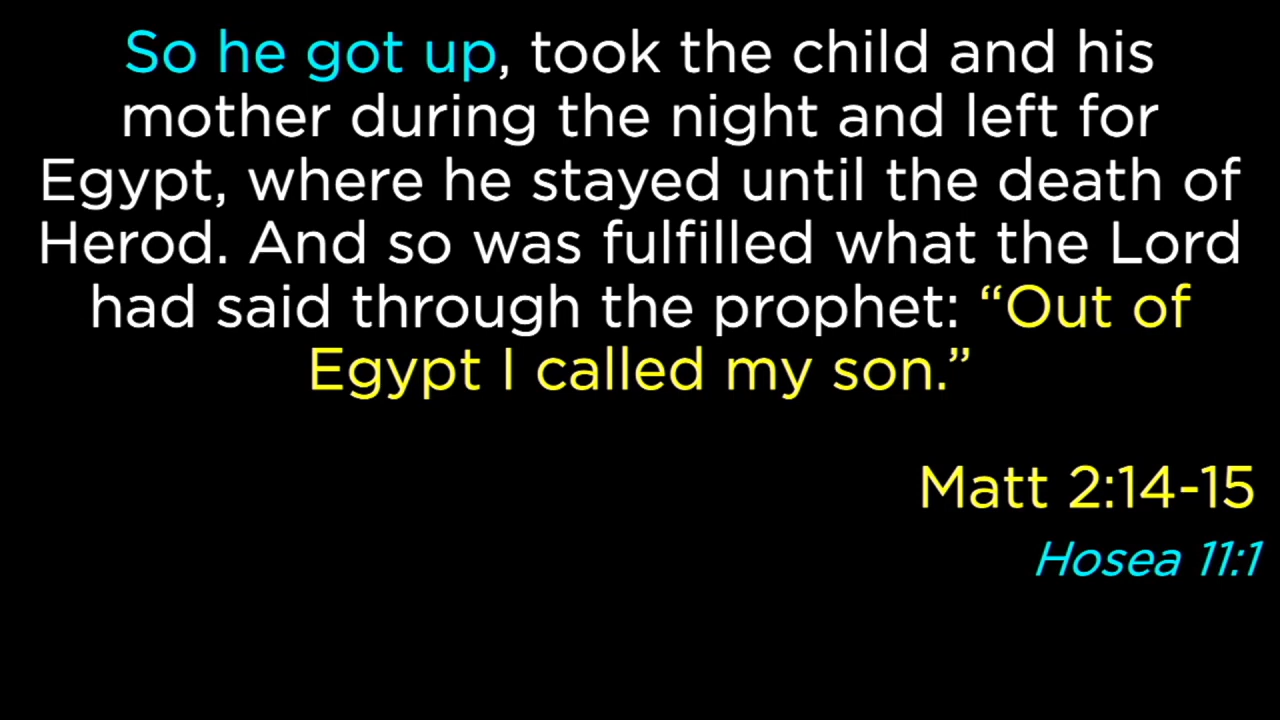 So he got up, took the child and his
mother during the night and left for
Egypt, where he stayed until the death of
Herod. And so was fulfilled what the Lord
had said through the prophet: “Out of
Egypt I called my son.”
Matt 2:14-15
Hosea 11:1